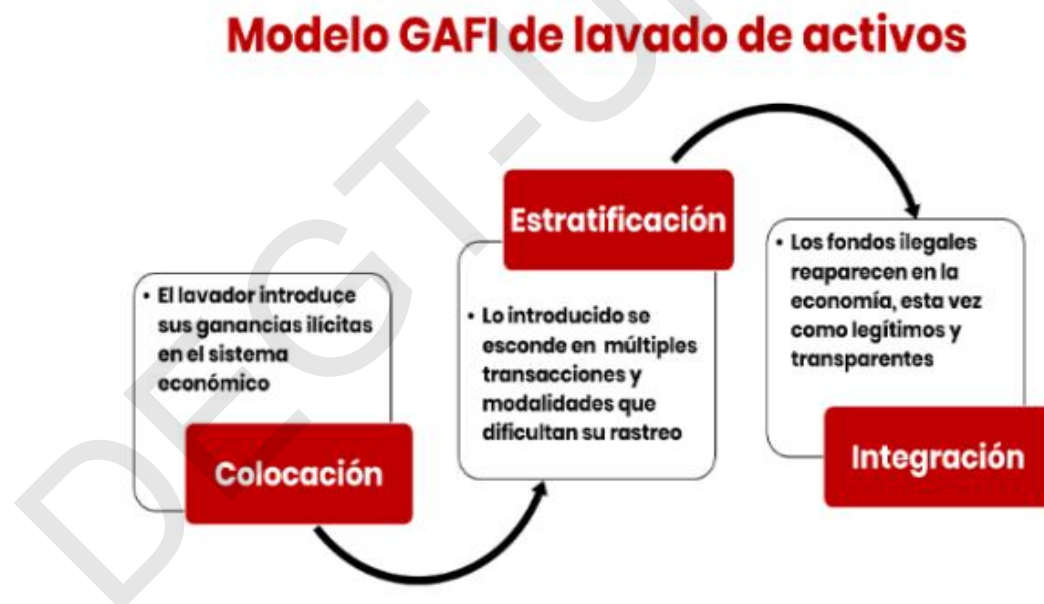 Modelo GAFI de lavado de activos
• El lavador introduce
sus ganancias ilícitas
en el sistema
económico
Colocación
Estratificación
• Lo introducido se
esconde en múltiples
transacciones y
modalidades que
dificultan su rastreo
• Los fondos ilegales
reaparecen en la
economía, esta vez
como legítimos y
transparentes
Integración